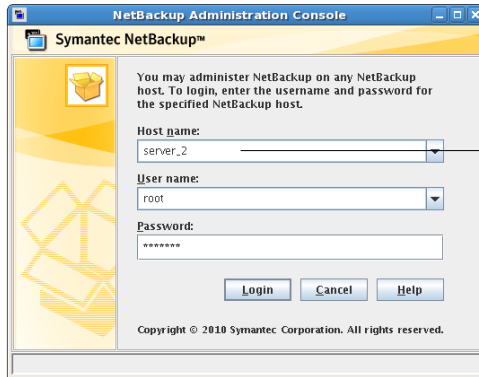 NetBackup Administration Console
Symantec NetBackup™
You may administer NetBackup on any NetBackup
host. To login, enter the username and password for
the specified NetBackup host.
Host name:
server_2
User name:
root
Password:
*******
Login Cancel Help
Copyright © 2010 Symantec Corporation. All rights reserved.